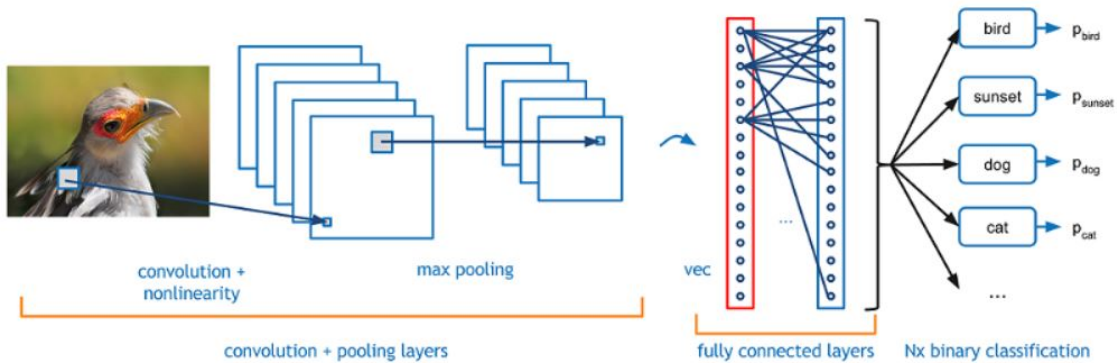 bird
p_bird
sunset
p_sunset
dog
p_dog
cat
p_cat
...
...
convolution +
nonlinearity
max pooling
vec
convolution + pooling layers
fully connected layers
Nx binary classification